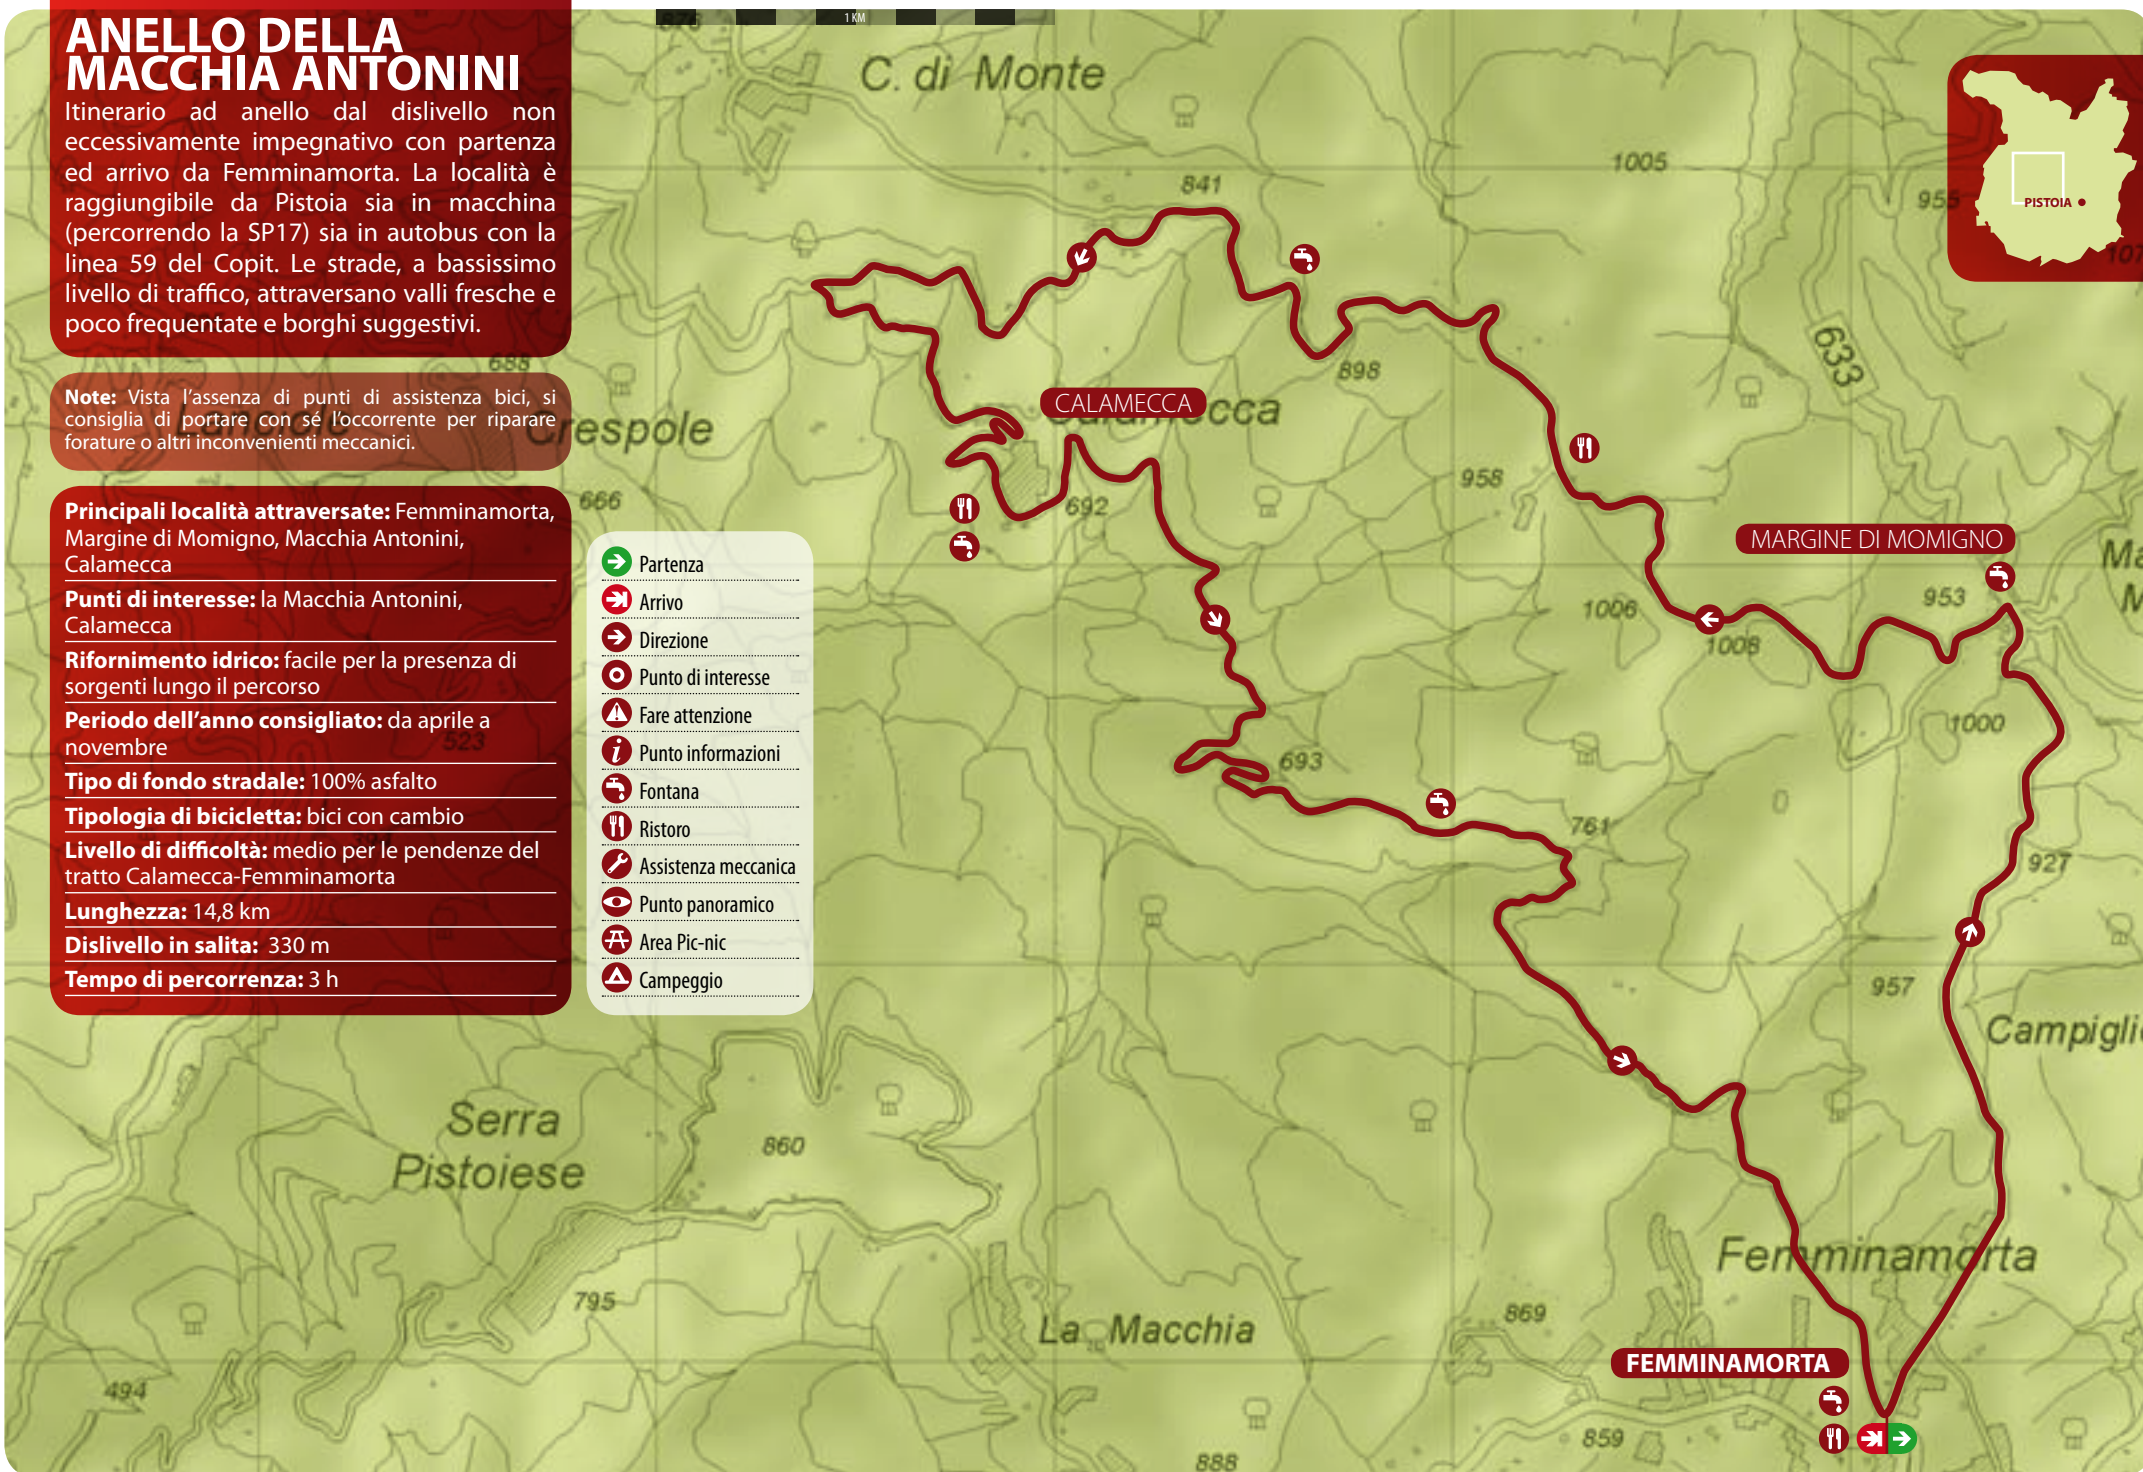 ANELLO DELLA
MACCHIA ANTONINI
Itinerario ad anello dal dislivello non
eccessivamente impegnativo con partenza
ed arrivo da Femminamorta. La località è
raggiungibile da Pistoia sia in macchina
(percorrendo la SP17) sia in autobus con la
linea 59 del Copit. Le strade, a bassissimo
livello di traffico, attraversano valli fresche e
poco frequentate e borghi suggestivi.
Note: Vista l'assenza di punti di assistenza bici, si
consiglia di portare con sé l'occorrente per riparare
forature o altri inconvenienti meccanici.
Principali località attraversate: Femminamorta,
Margine di Momigno, Macchia Antonini,
Calamecca
Punti di interesse: la Macchia Antonini,
Calamecca
Rifornimento idrico: facile per la presenza di
sorgenti lungo il percorso
Periodo dell'anno consigliato: da aprile a
novembre
Tipo di fondo stradale: 100% asfalto
Tipologia di bicicletta: bici con cambio
Livello di difficoltà: medio per le pendenze del
tratto Calamecca-Femminamorta
Lunghezza: 14,8 km
Dislivello in salita: 330 m
Tempo di percorrenza: 3 h
Partenza
Arrivo
Direzione
Punto di interesse
Fare attenzione
Punto informazioni
Fontana
Ristoro
Assistenza meccanica
Punto panoramico
Area Pic-nic
Campeggio
1 KM
876
C. di Monte
841
1005
955
PISTOIA
107
633
688
898
Crespole
CALAMECCA
666
692
958
MARGINE DI MOMIGNO
953
Ma
M
1006
1008
1000
523
693
761
927
957
Campiglio
Serra
Pistoiese
860
795
La Macchia
869
Femminamorta
FEMMINAMORTA
494
859
888